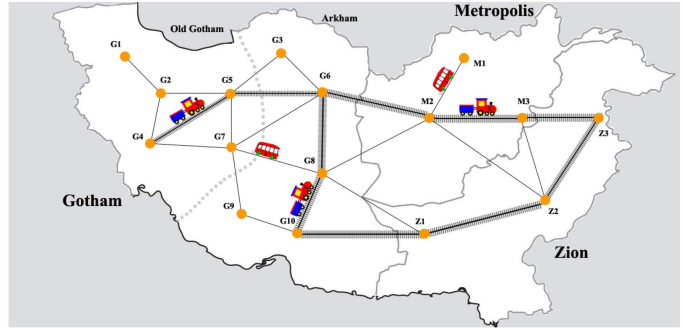 Metropolis
Arkham
Old Gotham
G1
G3
M1
G2
G5
G6
M2
M3
Z3
G4
G7
G8
Gotham
G9
G10
Z1
Z2
Zion